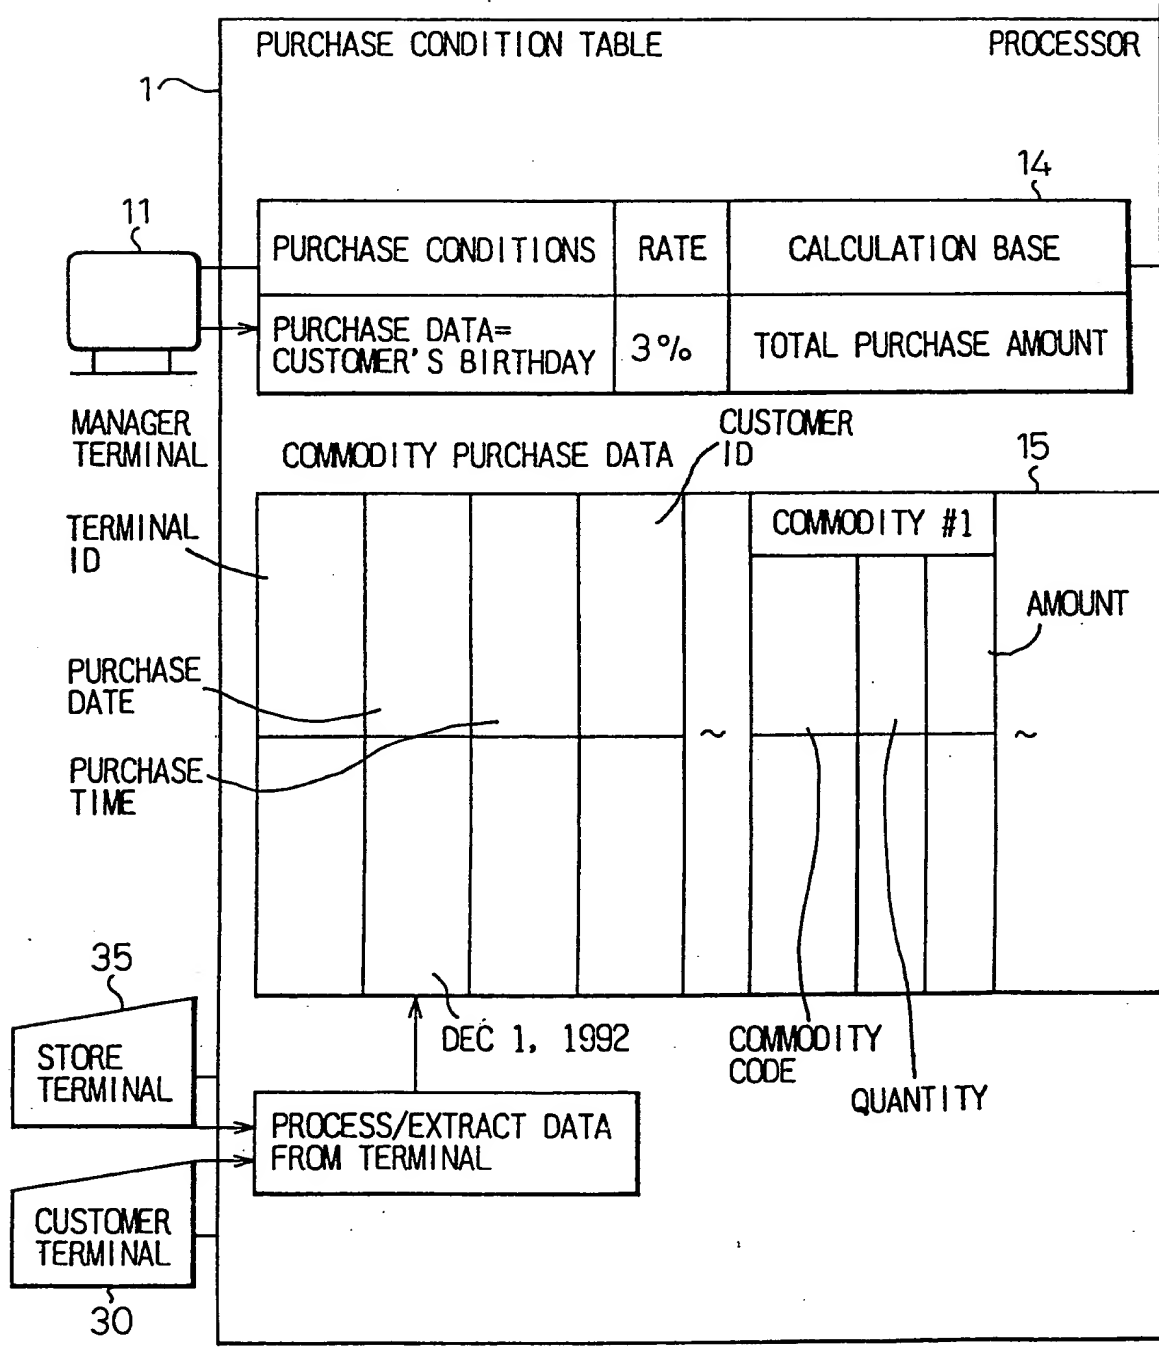 PURCHASE CONDITION TABLE
PROCESSOR
1
14
11
PURCHASE CONDITIONS
RATE
CALCULATION BASE
PURCHASE DATA=
CUSTOMER'S BIRTHDAY
3%
TOTAL PURCHASE AMOUNT
MANAGER
TERMINAL
COMMODITY PURCHASE DATA
CUSTOMER
ID
15
TERMINAL
ID
COMMODITY #1
AMOUNT
PURCHASE
DATE
~
~
PURCHASE
TIME
35
STORE
TERMINAL
DEC 1, 1992
COMMODITY
CODE
QUANTITY
PROCESS/EXTRACT DATA
FROM TERMINAL
CUSTOMER
TERMINAL
30